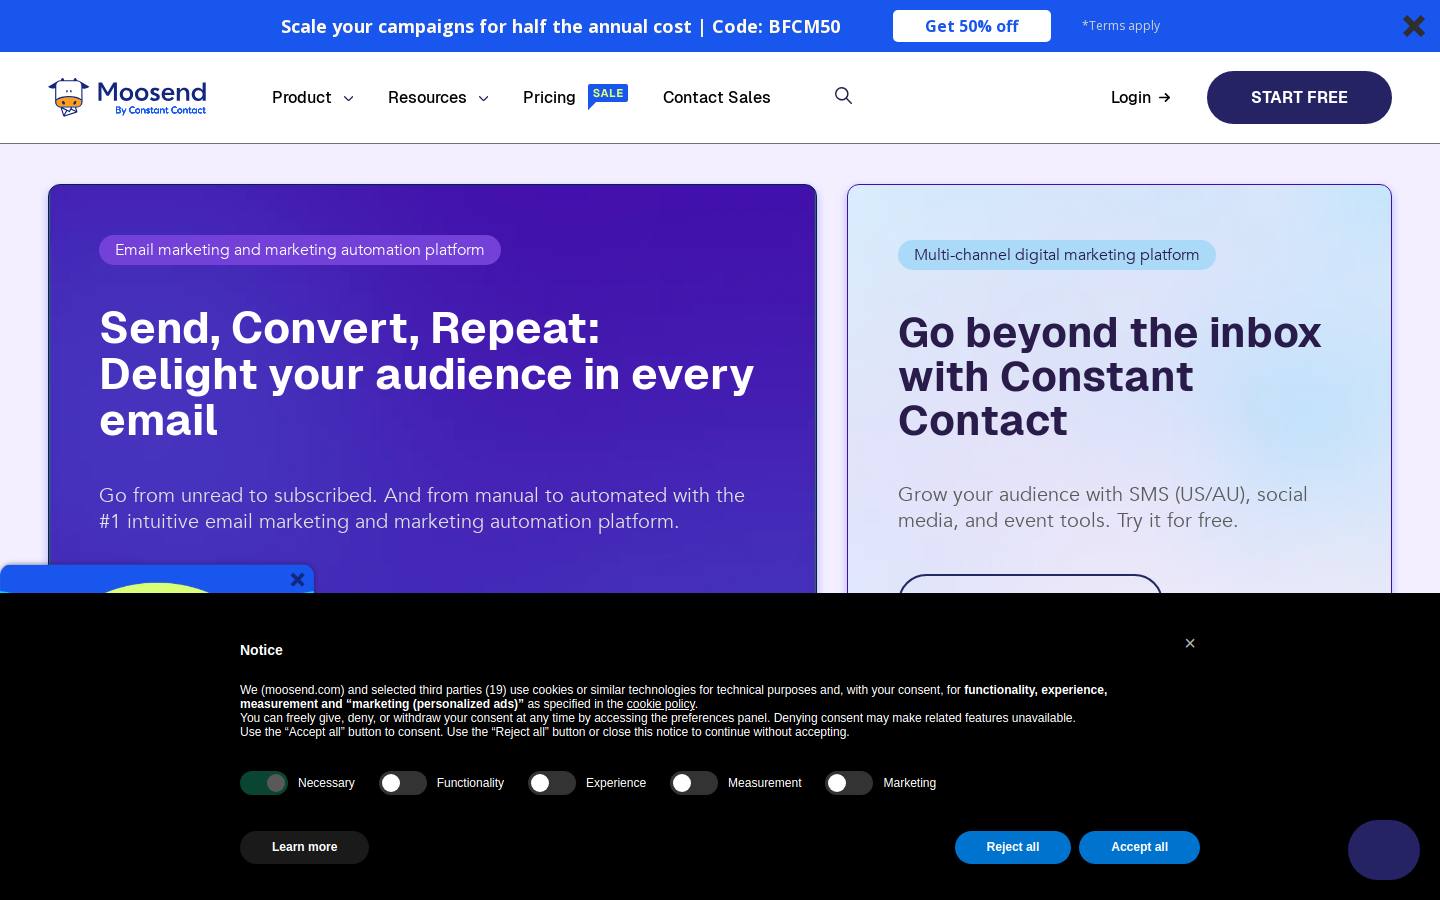 Scale your campaigns for half the annual cost | Code: BFCM50
Get 50% off
*Terms apply
Moosend
By Constant Contact
Product
Resources
Pricing
SALE
Contact Sales
Login →
START FREE
Email marketing and marketing automation platform
Send, Convert, Repeat:
Delight your audience in every
email
Go from unread to subscribed. And from manual to automated with the
#1 intuitive email marketing and marketing automation platform.
Multi-channel digital marketing platform
Go beyond the inbox
with Constant
Contact
Grow your audience with SMS (US/AU), social
media, and event tools. Try it for free.
Notice
×
We (moosend.com) and selected third parties (19) use cookies or similar technologies for technical purposes and, with your consent, for functionality, experience,
measurement and “marketing (personalized ads)” as specified in the cookie policy.
You can freely give, deny, or withdraw your consent at any time by accessing the preferences panel. Denying consent may make related features unavailable.
Use the “Accept all” button to consent. Use the “Reject all” button or close this notice to continue without accepting.
Necessary
Functionality
Experience
Measurement
Marketing
Learn more
Reject all
Accept all